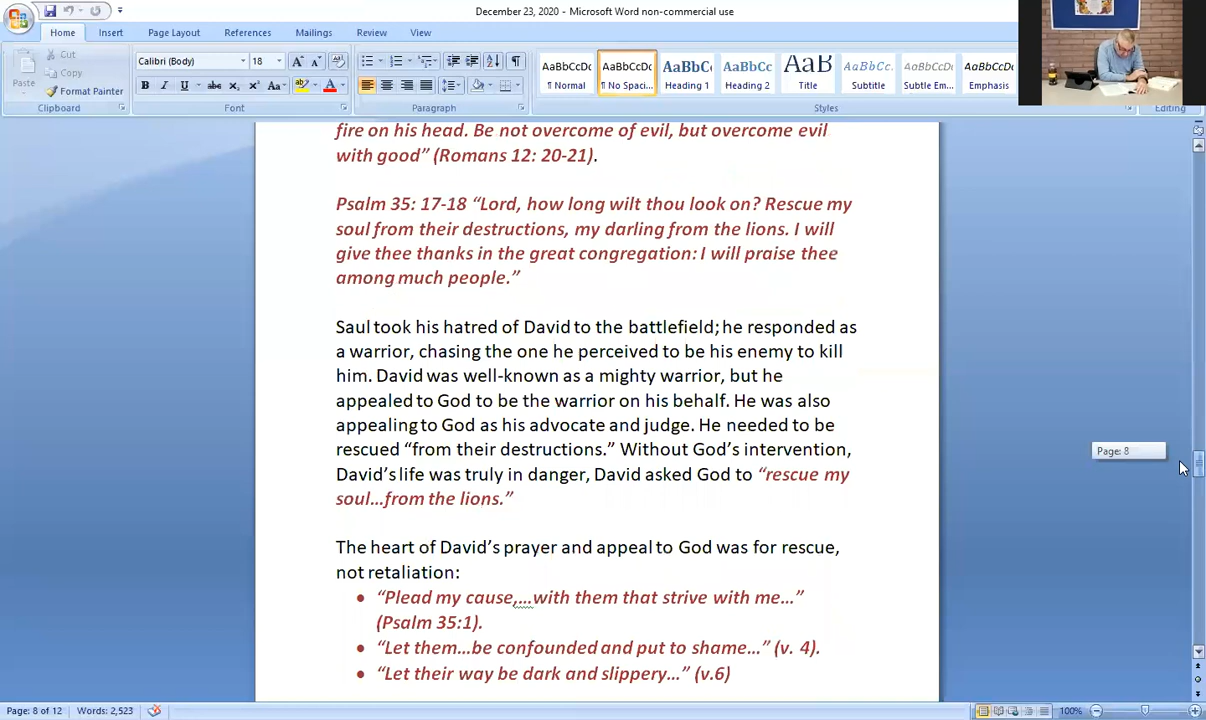 December 23, 2020 - Microsoft Word non-commercial use
Home Insert Page Layout References Mailings Review View
Cut
Copy
Paste
Format Painter
Calibri (Body) 18
AaBbCcDc AaBbCcDc AaBbCc AaBbCc AaB AaBbCcDc AaBbCcDc AaBbCcDc
¶ Normal ¶ No Spaci... Heading 1 Heading 2 Title Subtitle Subtle Em... Emphasis
Clipboard Font Paragraph Styles Editing
fire on his head. Be not overcome of evil, but overcome evil
with good” (Romans 12: 20-21).
Psalm 35: 17-18 “Lord, how long wilt thou look on? Rescue my
soul from their destructions, my darling from the lions. I will
give thee thanks in the great congregation: I will praise thee
among much people.”
Saul took his hatred of David to the battlefield; he responded as
a warrior, chasing the one he perceived to be his enemy to kill
him. David was well-known as a mighty warrior, but he
appealed to God to be the warrior on his behalf. He was also
appealing to God as his advocate and judge. He needed to be
rescued “from their destructions.” Without God’s intervention,
David’s life was truly in danger, David asked God to “rescue my
soul…from the lions.”
The heart of David’s prayer and appeal to God was for rescue,
not retaliation:
• “Plead my cause,…with them that strive with me…”
(Psalm 35:1).
• “Let them…be confounded and put to shame…” (v. 4).
• “Let their way be dark and slippery…” (v.6)
Page: 8
Page: 8 of 12 Words: 2,523 100%